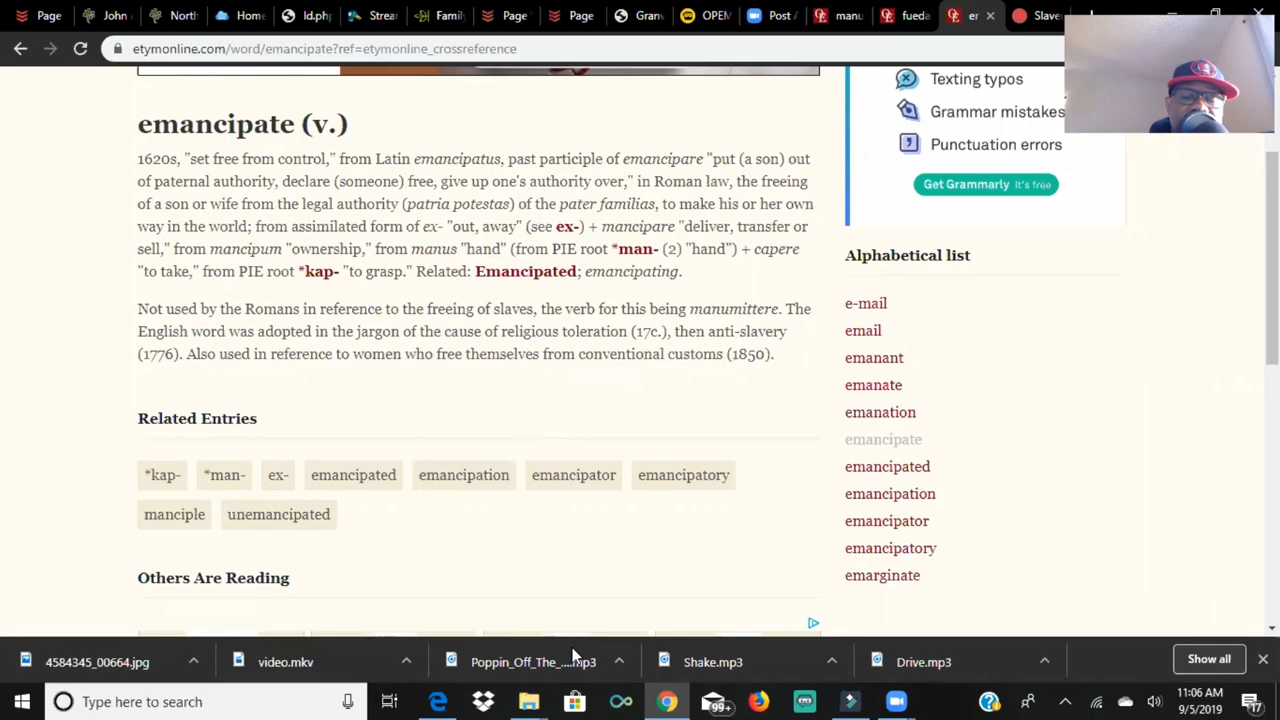 Page
John
North
Home
ld.php
Strear
Family
Page
Page
Granv
OPEM
Post A
manu
fueda
er
Slave
etymonline.com/word/emancipate?ref=etymonline_crossreference
emancipate (v.)
1620s, "set free from control," from Latin emancipatus, past participle of emancipare "put (a son) out
of paternal authority, declare (someone) free, give up one's authority over," in Roman law, the freeing
of a son or wife from the legal authority (patria potestas) of the pater familias, to make his or her own
way in the world; from assimilated form of ex- "out, away" (see ex-) + mancipare "deliver, transfer or
sell," from mancipum "ownership," from manus "hand" (from PIE root *man- (2) "hand") + capere
"to take," from PIE root *kap- "to grasp." Related: Emancipated; emancipating.
Not used by the Romans in reference to the freeing of slaves, the verb for this being manumittere. The
English word was adopted in the jargon of the cause of religious toleration (17c.), then anti-slavery
(1776). Also used in reference to women who free themselves from conventional customs (1850).
Related Entries
*kap-
*man-
ex-
emancipated
emancipation
emancipator
emancipatory
manciple
unemancipated
Others Are Reading
Texting typos
Grammar mistakes
Punctuation errors
Get Grammarly It's free
Alphabetical list
e-mail
email
emanant
emanate
emanation
emancipate
emancipated
emancipation
emancipator
emancipatory
emarginate
4584345_00664.jpg
video.mkv
Poppin_Off_The_....mp3
Shake.mp3
Drive.mp3
Show all
Type here to search
99+
11:06 AM
9/5/2019
17